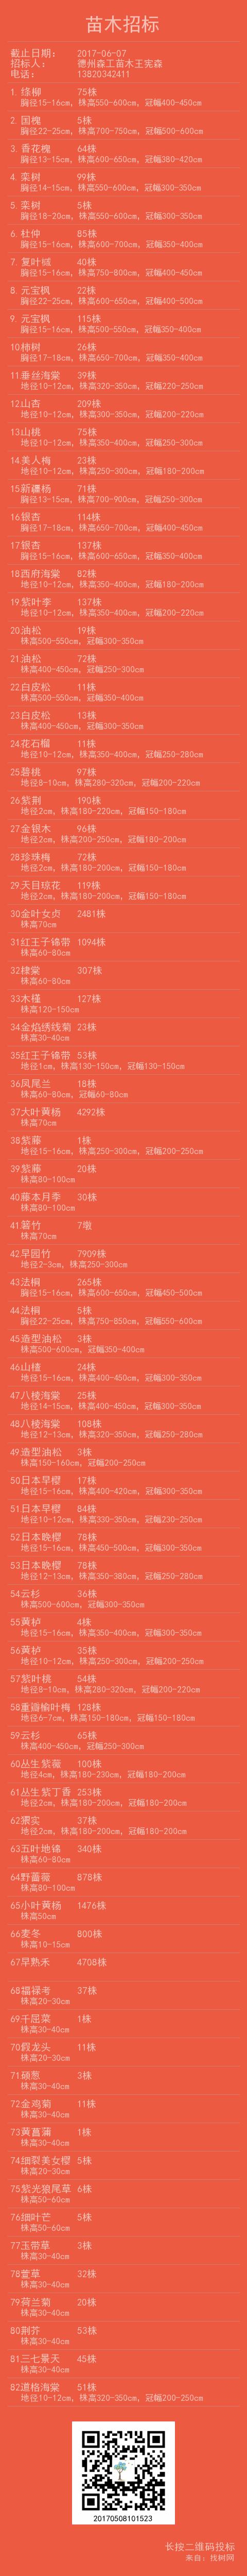 苗木招标
截止日期： 2017-06-07
招标人： 德州森工苗木王宪森
电话： 13820342411
1. 绦柳 75株
胸径15-16cm, 株高550-600cm, 冠幅400-450cm
2. 国槐 5株
胸径22-25cm, 株高700-750cm, 冠幅500-600cm
3. 香花槐 64株
胸径13-15cm, 株高600-650cm, 冠幅380-420cm
4. 栾树 99株
胸径14-15cm, 株高550-600cm, 冠幅300-350cm
5. 栾树 5株
胸径18-20cm, 株高550-600cm, 冠幅300-350cm
6. 杜仲 85株
胸径15-16cm, 株高600-700cm, 冠幅350-400cm
7. 复叶槭 40株
胸径15-16cm, 株高750-800cm, 冠幅400-450cm
8. 元宝枫 22株
胸径22-25cm, 株高600-650cm, 冠幅400-500cm
9. 元宝枫 115株
胸径15-16cm, 株高500-550cm, 冠幅350-400cm
10柿树 26株
胸径17-18cm, 株高650-700cm, 冠幅350-400cm
11垂丝海棠 39株
地径10-12cm, 株高320-350cm, 冠幅220-250cm
12山杏 209株
地径10-12cm, 株高300-350cm, 冠幅200-220cm
13山桃 75株
地径10-12cm, 株高350-400cm, 冠幅250-300cm
14美人梅 23株
地径10-12cm, 株高250-300cm, 冠幅180-200cm
15新疆杨 71株
胸径13-15cm, 株高700-900cm, 冠幅250-300cm
16银杏 114株
胸径17-18cm, 株高650-700cm, 冠幅400-450cm
17银杏 137株
胸径15-16cm, 株高600-650cm, 冠幅350-400cm
18西府海棠 82株
地径10-12cm, 株高350-400cm, 冠幅180-200cm
19.紫叶李 137株
地径10-12cm, 株高350-400cm, 冠幅200-220cm
20油松 19株
株高500-550cm, 冠幅300-350cm
21.油松 72株
株高400-450cm, 冠幅250-300cm
22白皮松 11株
株高500-550cm, 冠幅350-400cm
23白皮松 13株
株高400-450cm, 冠幅300-350cm
24花石榴 11株
地径10-12cm, 株高350-400cm, 冠幅250-280cm
25碧桃 97株
地径8-10cm, 株高280-320cm, 冠幅200-220cm
26紫荆 190株
地径2cm, 株高180-220cm, 冠幅150-180cm
27金银木 96株
地径2cm, 株高200-250cm, 冠幅180-200cm
28珍珠梅 72株
地径2cm, 株高180-200cm, 冠幅150-180cm
29.天目琼花 119株
地径2cm, 株高180-200cm, 冠幅150-180cm
30金叶女贞 2481株
株高70cm
31红王子锦带 1094株
株高60-80cm
32棣棠 307株
株高60-80cm
33木槿 127株
株高120-150cm
34金焰绣线菊 23株
株高30-40cm
35红王子锦带 53株
地径1cm, 株高130-150cm, 冠幅130-150cm
36凤尾兰 18株
株高60-80cm, 冠幅60-80cm
37大叶黄杨 4292株
株高70cm
38紫藤 1株
地径15-16cm, 株高250-300cm, 冠幅200-250cm
39.紫藤 20株
株高80-100cm
40藤本月季 30株
株高80-100cm
41.箬竹 7墩
株高70cm
42.早园竹 7909株
地径2-3cm, 株高250-300cm
43法桐 265株
胸径15-16cm, 株高600-650cm, 冠幅450-500cm
44.法桐 5株
胸径22-25cm, 株高750-850cm, 冠幅550-600cm
45造型油松 3株
株高500-600cm, 冠幅350-400cm
46山楂 24株
地径15-16cm, 株高400-450cm, 冠幅300-350cm
47八棱海棠 25株
地径14-15cm, 株高400-450cm, 冠幅300-350cm
48八棱海棠 108株
地径12-13cm, 株高320-350cm, 冠幅250-280cm
49.造型油松 3株
株高150-160cm, 冠幅200-250cm
50日本早樱 17株
地径15-16cm, 株高400-420cm, 冠幅300-350cm
51.日本早樱 84株
地径10-12cm, 株高330-350cm, 冠幅230-250cm
52日本晚樱 78株
地径15-16cm, 株高450-500cm, 冠幅300-350cm
53日本晚樱 78株
地径12-13cm, 株高350-380cm, 冠幅250-280cm
54云杉 36株
株高500-600cm, 冠幅300-350cm
55黄栌 4株
地径15-16cm, 株高350-400cm, 冠幅300-350cm
56黄栌 35株
地径10-12cm, 株高250-300cm, 冠幅200-250cm
57紫叶桃 54株
地径8-10cm, 株高280-320cm, 冠幅200-220cm
58重瓣榆叶梅 128株
地径6-7cm, 株高150-180cm, 冠幅150-180cm
59云杉 65株
株高400-450cm, 冠幅250-300cm
60丛生紫薇 100株
地径4cm, 株高180-230cm, 冠幅180-200cm
61丛生紫丁香 253株
地径2cm, 株高180-200cm, 冠幅180-200cm
62猥实 37株
地径2cm, 株高180-200cm, 冠幅180-200cm
63五叶地锦 340株
株高60-80cm
64野蔷薇 878株
株高80-100cm
65小叶黄杨 1476株
株高50cm
66麦冬 800株
株高10-15cm
67早熟禾 4708株
68福禄考 37株
株高20-30cm
69千屈菜 1株
株高30-40cm
70假龙头 11株
株高20-30cm
71硕葱 3株
株高30-40cm
72金鸡菊 11株
株高30-40cm
73黄菖蒲 1株
株高30-40cm
74细裂美女樱 5株
株高20-30cm
75紫光狼尾草 6株
株高50-60cm
76细叶芒 5株
株高50-60cm
77玉带草 3株
株高30-40cm
78萱草 32株
株高30-40cm
79荷兰菊 20株
株高30-40cm
80荆芥 53株
株高30-40cm
81三七景天 45株
株高30-40cm
82道格海棠 51株
地径10-12cm, 株高320-350cm, 冠幅200-250cm
20170508101523
长按二维码投标
来自：找树网